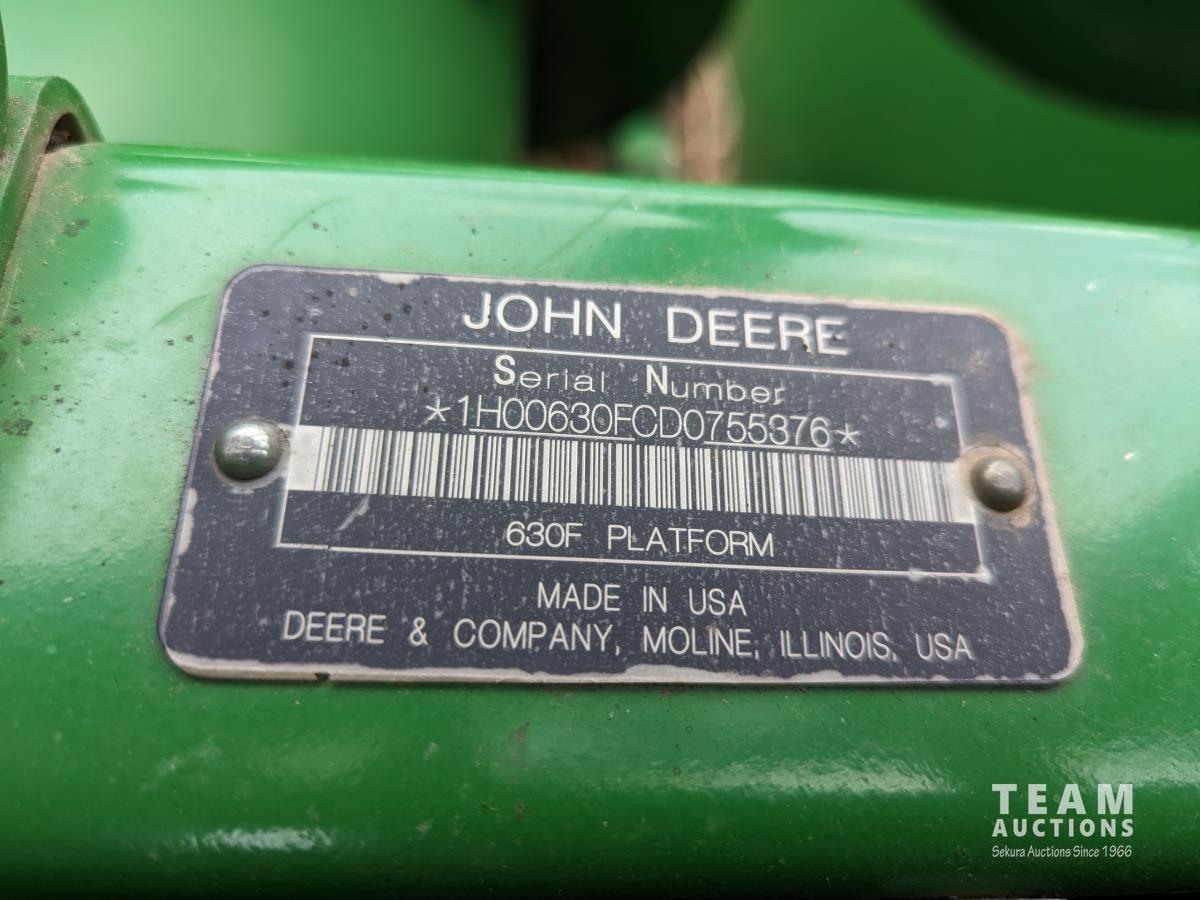 JOHN DEERE
Serial Number
*1H00630FCD0755376*
630F PLATFORM
MADE IN USA
DEERE & COMPANY, MOLINE, ILLINOIS, USA
TEAM
AUCTIONS
Sekura Auctions Since 1966